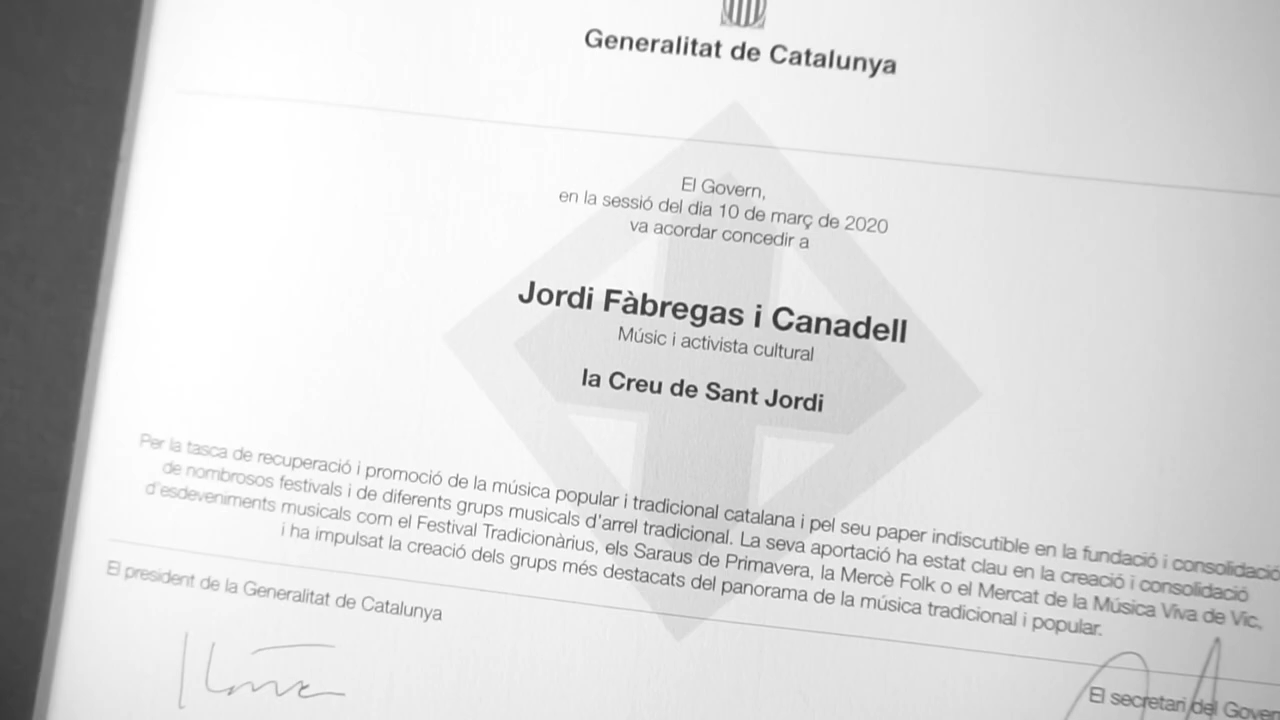 Generalitat de Catalunya
El Govern,
en la sessió del dia 10 de març de 2020
va acordar concedir a
Jordi Fàbregas i Canadell
Músic i activista cultural
la Creu de Sant Jordi
Per la tasca de recuperació i promoció de la música popular i tradicional catalana i pel seu paper indiscutible en la fundació i consolidació
de nombrosos festivals i de diferents grups musicals d'arrel tradicional. La seva aportació ha estat clau en la creació i consolidació
d'esdeveniments musicals com el Festival Tradicionàrius, els Saraus de Primavera, la Mercè Folk o el Mercat de la Música Viva de Vic,
i ha impulsat la creació dels grups més destacats del panorama de la música tradicional i popular.
El president de la Generalitat de Catalunya
El secretari del Govern